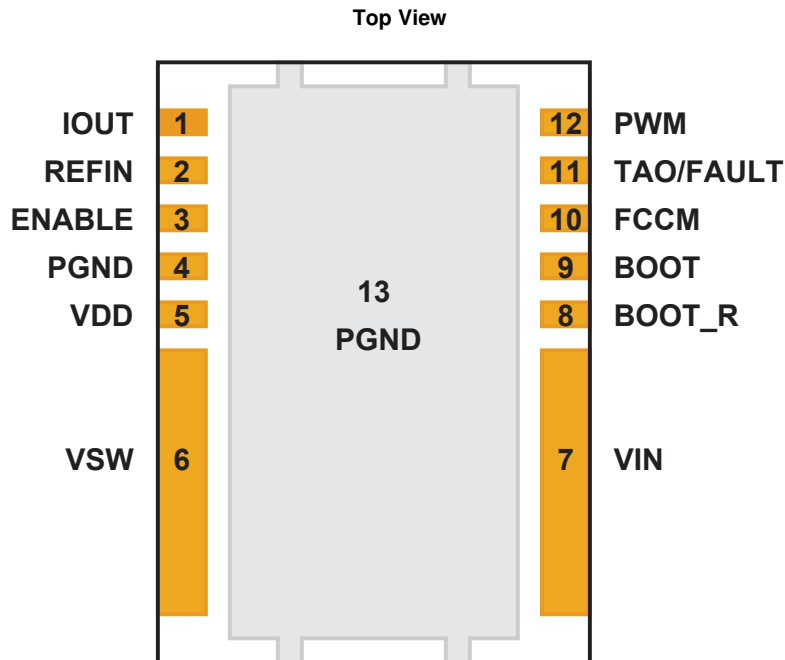 Top View
IOUT 1
REFIN 2
ENABLE 3
PGND 4
VDD 5
VSW 6
13
PGND
12 PWM
11 TAO/FAULT
10 FCCM
9 BOOT
8 BOOT_R
7 VIN